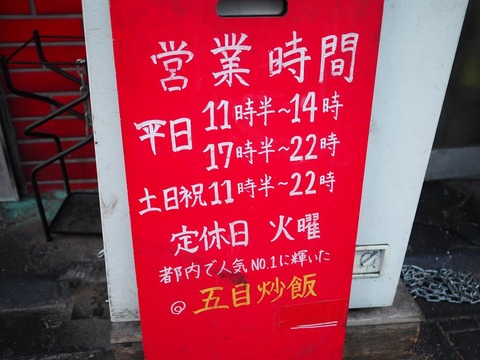 営業時間
平日 11時半~14時
17時半~22時
土日祝 11時半~22時
定休日 火曜
都内で人気NO.1に輝いた
◎ 五目炒飯